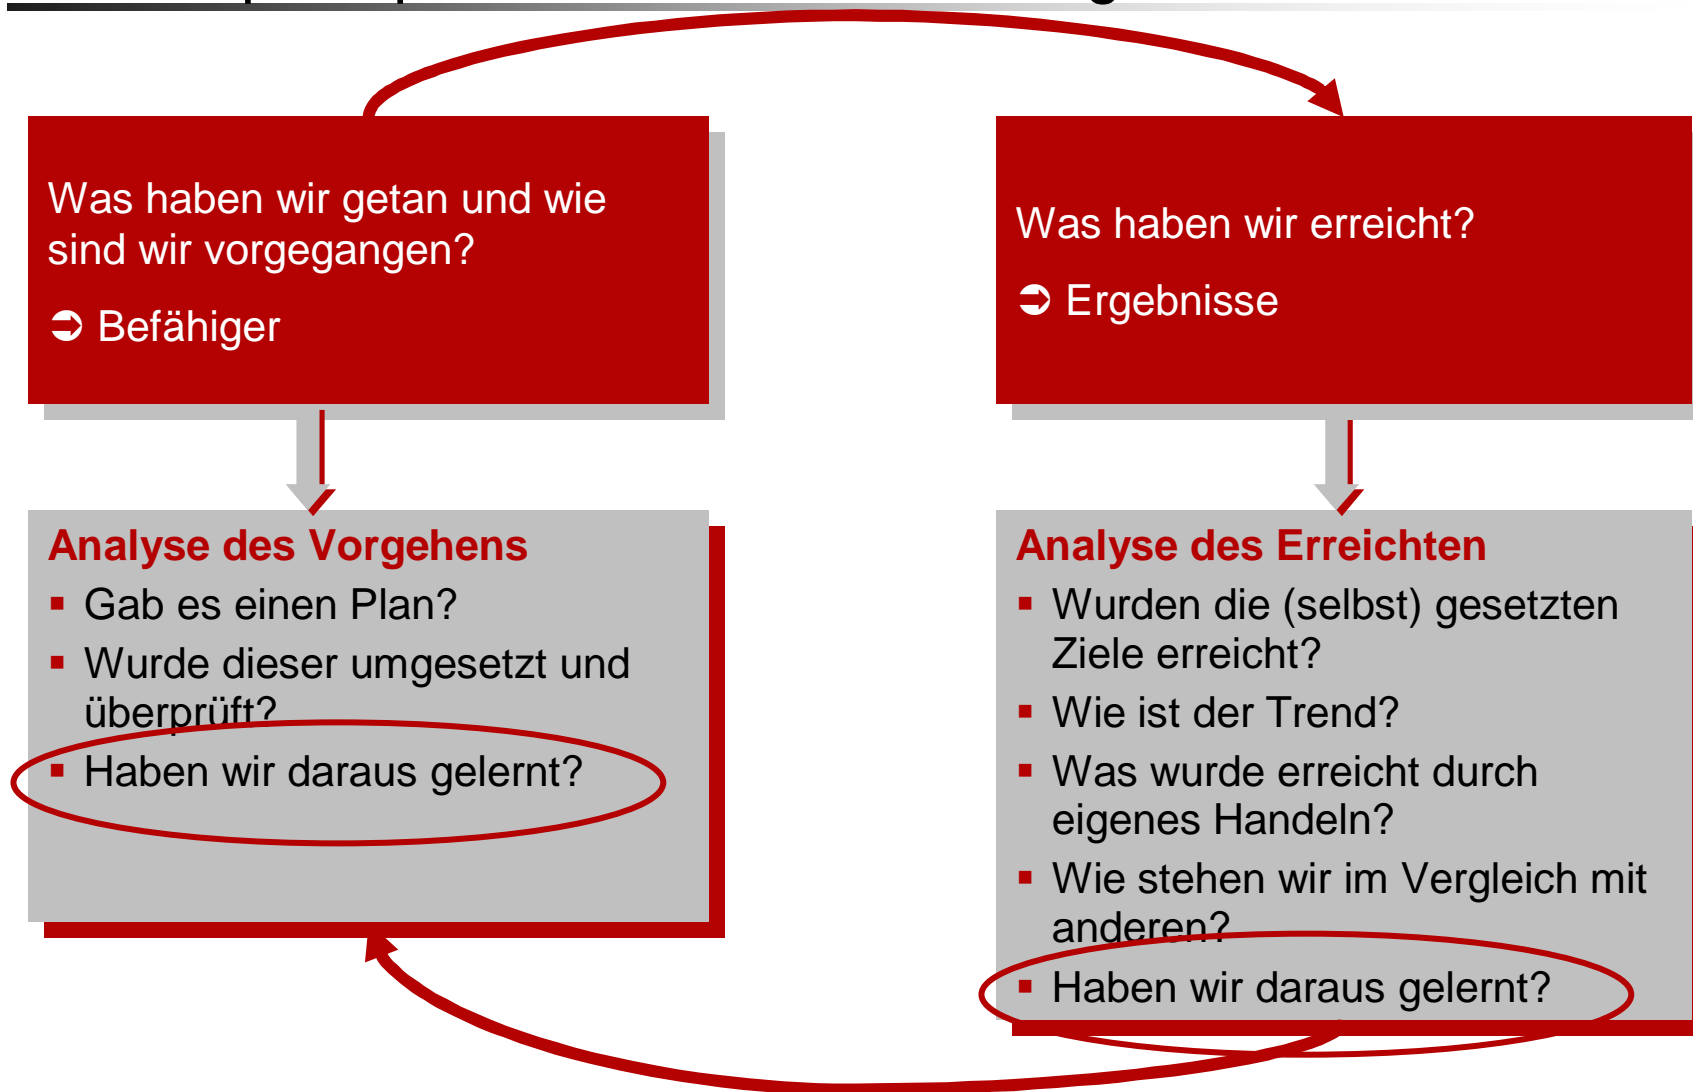 Was haben wir getan und wie
sind wir vorgegangen?
➲ Befähiger
Was haben wir erreicht?
➲ Ergebnisse
Analyse des Vorgehens
▪ Gab es einen Plan?
▪ Wurde dieser umgesetzt und
überprüft?
▪ Haben wir daraus gelernt?
Analyse des Erreichten
▪ Wurden die (selbst) gesetzten
Ziele erreicht?
▪ Wie ist der Trend?
▪ Was wurde erreicht durch
eigenes Handeln?
▪ Wie stehen wir im Vergleich mit
anderen?
▪ Haben wir daraus gelernt?